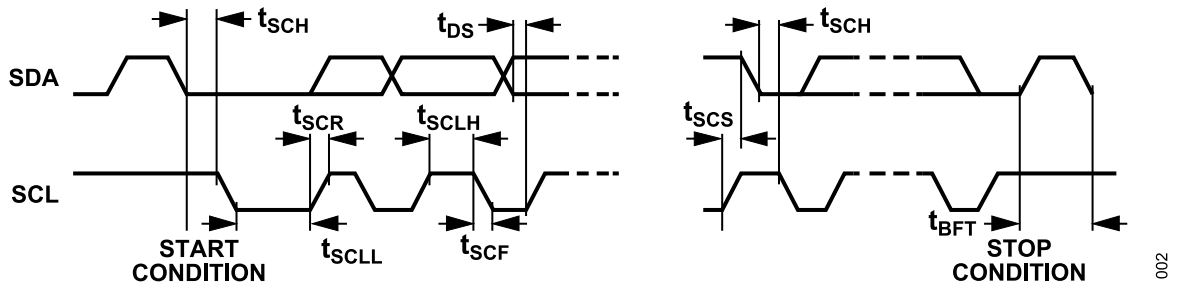 tSCH
tDS
tSCH
SDA
tSCR
tSCLH
tSCS
SCL
tBFT
START
CONDITION
tSCLL
tSCF
STOP
CONDITION
002